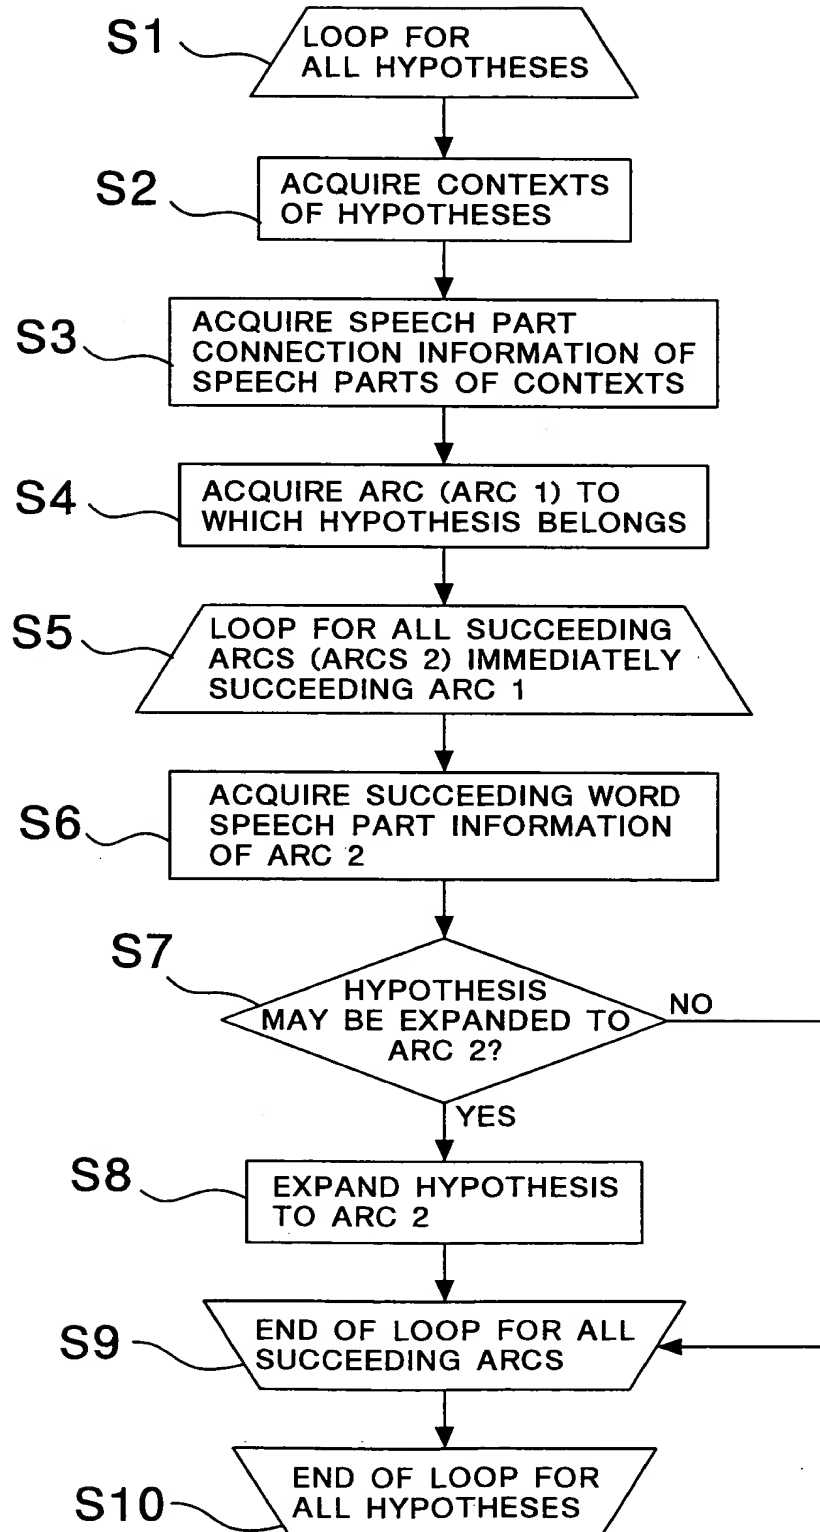 S1
LOOP FOR
ALL HYPOTHESES
S2
ACQUIRE CONTEXTS
OF HYPOTHESES
S3
ACQUIRE SPEECH PART
CONNECTION INFORMATION OF
SPEECH PARTS OF CONTEXTS
S4
ACQUIRE ARC (ARC 1) TO
WHICH HYPOTHESIS BELONGS
S5
LOOP FOR ALL SUCCEEDING
ARCS (ARCS 2) IMMEDIATELY
SUCCEEDING ARC 1
S6
ACQUIRE SUCCEEDING WORD
SPEECH PART INFORMATION
OF ARC 2
S7
HYPOTHESIS
MAY BE EXPANDED TO
ARC 2?
NO
YES
S8
EXPAND HYPOTHESIS
TO ARC 2
S9
END OF LOOP FOR ALL
SUCCEEDING ARCS
S10
END OF LOOP FOR
ALL HYPOTHESES